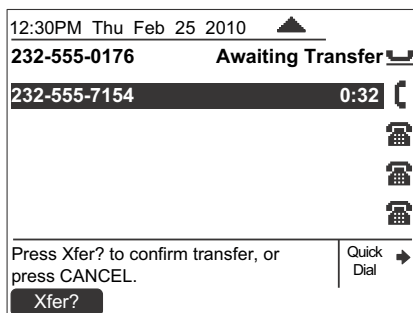 12:30PM Thu Feb 25 2010
232-555-0176 Awaiting Transfer
232-555-7154 0:32
Press Xfer? to confirm transfer, or
press CANCEL.
Quick
Dial
Xfer?